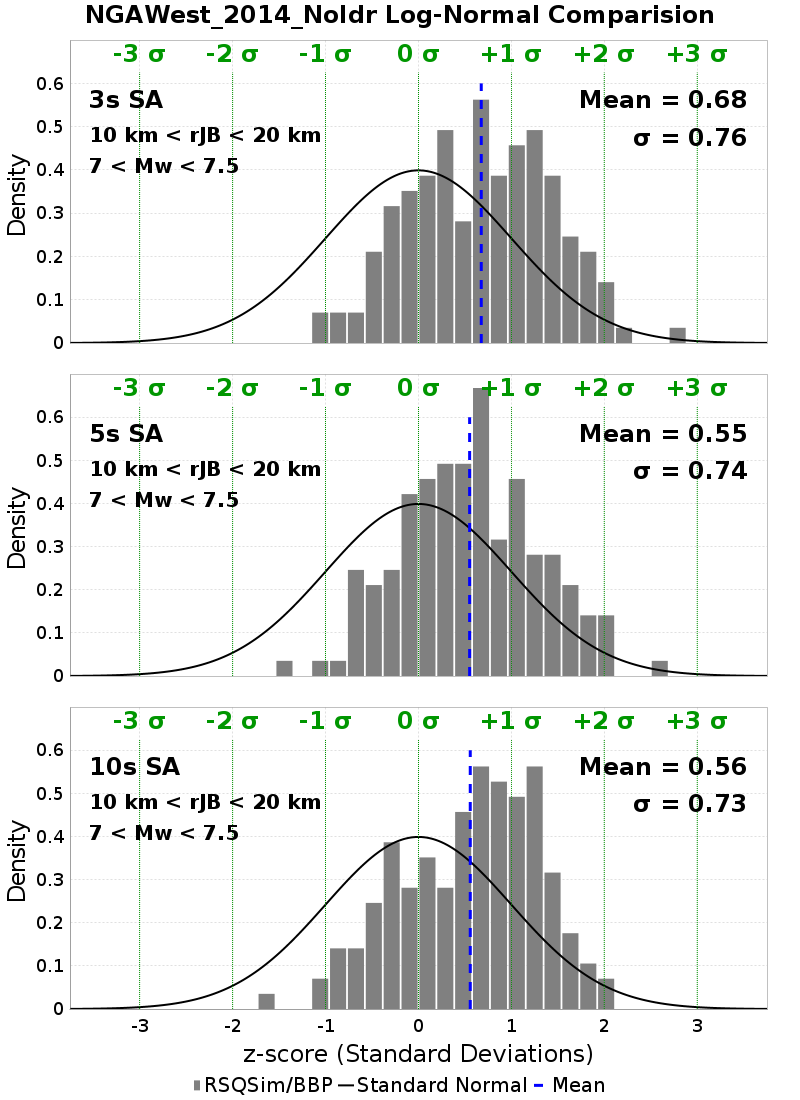 NGAWest_2014_NoIdr Log-Normal Comparision
-3 σ -2 σ -1 σ 0 σ +1 σ +2 σ +3 σ
0.6
3s SA
Mean = 0.68
0.5
10 km < rJB < 20 km
σ = 0.76
0.4
7 < Mw < 7.5
Density
0.3
0.2
0.1
0
-3 σ -2 σ -1 σ 0 σ +1 σ +2 σ +3 σ
0.6
5s SA
Mean = 0.55
0.5
10 km < rJB < 20 km
σ = 0.74
0.4
7 < Mw < 7.5
Density
0.3
0.2
0.1
0
-3 σ -2 σ -1 σ 0 σ +1 σ +2 σ +3 σ
0.6
10s SA
Mean = 0.56
0.5
10 km < rJB < 20 km
σ = 0.73
0.4
7 < Mw < 7.5
Density
0.3
0.2
0.1
0
-3 -2 -1 0 1 2 3
z-score (Standard Deviations)
RSQSim/BBP Standard Normal Mean